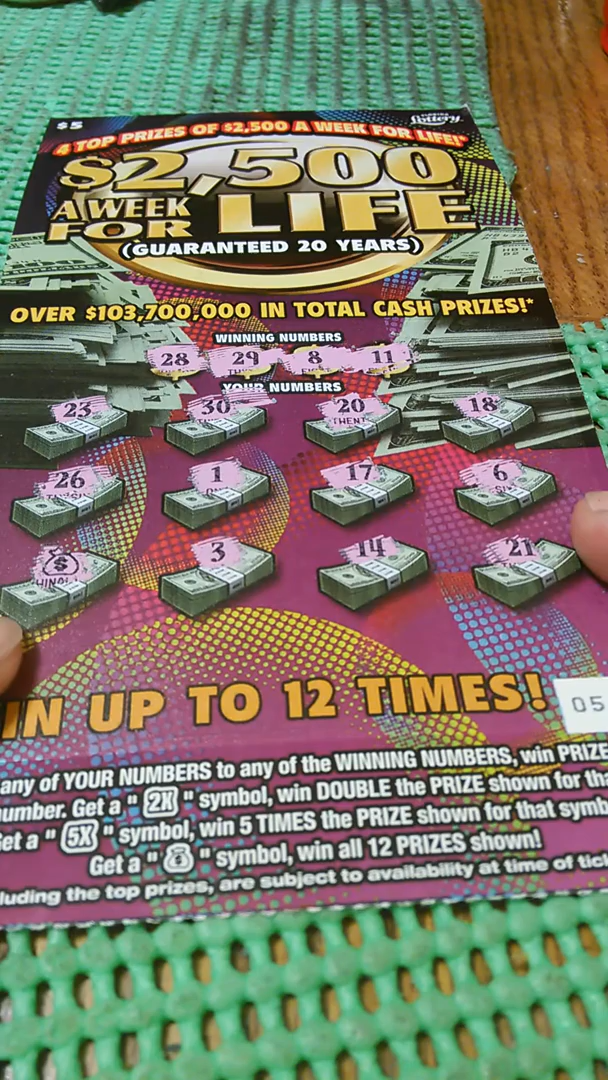 $5
Lottery
4 TOP PRIZES OF $2,500 A WEEK FOR LIFE!*
$2,500
A WEEK
FOR LIFE
(GUARANTEED 20 YEARS)
OVER $103,700,000 IN TOTAL CASH PRIZES!*
WINNING NUMBERS
28 29 8 11
YOUR NUMBERS
23 30 20 18
26 1 17 6
$ 3 14 21
IN UP TO 12 TIMES!
05
any of YOUR NUMBERS to any of the WINNING NUMBERS, win PRIZE
number. Get a " 2X " symbol, win DOUBLE the PRIZE shown for tha
Get a " 5X " symbol, win 5 TIMES the PRIZE shown for that symb
Get a " $ " symbol, win all 12 PRIZES shown!
luding the top prizes, are subject to availability at time of tick